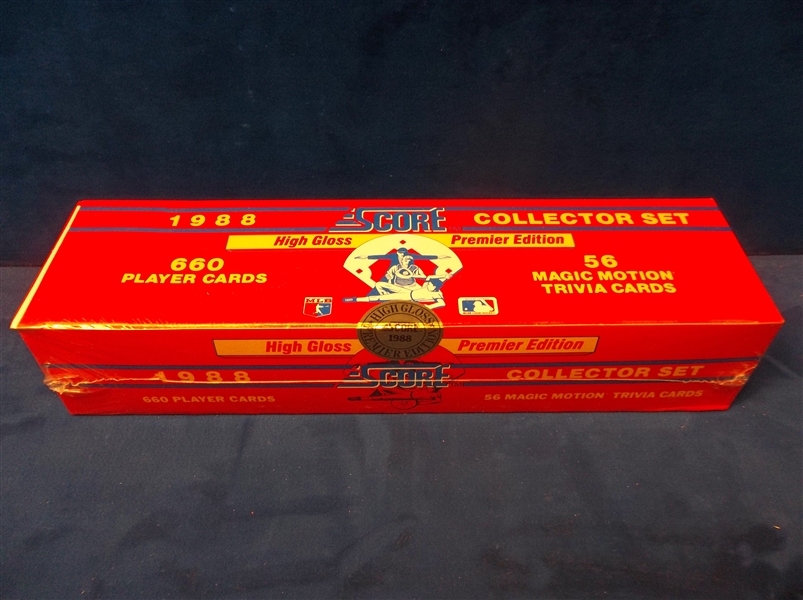 1988 SCORE COLLECTOR SET
High Gloss Premier Edition
660
PLAYER CARDS
56
MAGIC MOTION
TRIVIA CARDS
HIGH GLOSS
SCORE
1988
PREMIER EDITION
High Gloss Premier Edition
1988 SCORE COLLECTOR SET
660 PLAYER CARDS 56 MAGIC MOTION TRIVIA CARDS